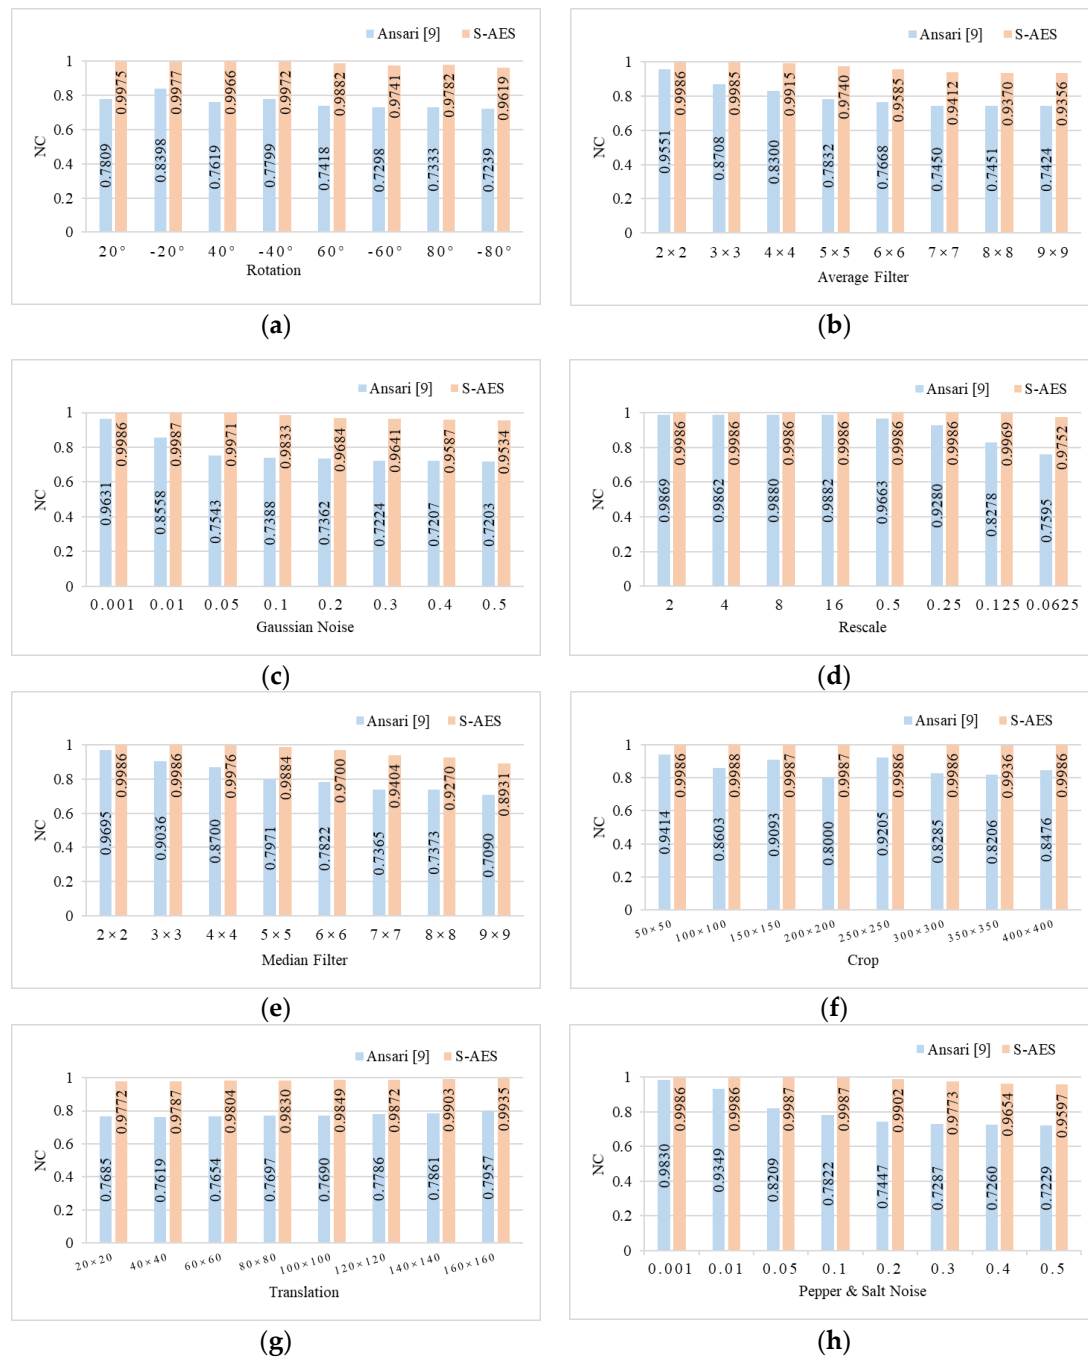 Ansari [9] S-AES
1
0.8
0.6
0.4
0.2
0
NC
0.7809 0.9975 0.8398 0.9977 0.7619 0.9966 0.7799 0.9972 0.7418 0.9882 0.7298 0.9741 0.7333 0.9782 0.7239 0.9619
20° -20° 40° -40° 60° -60° 80° -80°
Rotation
(a)
Ansari [9] S-AES
1
0.8
0.6
0.4
0.2
0
NC
0.9551 0.9986 0.8708 0.9985 0.8300 0.9915 0.7832 0.9740 0.7668 0.9585 0.7450 0.9412 0.7451 0.9370 0.7424 0.9356
2 × 2 3 × 3 4 × 4 5 × 5 6 × 6 7 × 7 8 × 8 9 × 9
Average Filter
(b)
Ansari [9] S-AES
1
0.8
0.6
0.4
0.2
0
NC
0.9631 0.9986 0.8558 0.9987 0.7543 0.9971 0.7388 0.9833 0.7362 0.9684 0.7224 0.9641 0.7207 0.9587 0.7203 0.9534
0.001 0.01 0.05 0.1 0.2 0.3 0.4 0.5
Gaussian Noise
(c)
Ansari [9] S-AES
1
0.8
0.6
0.4
0.2
0
NC
0.9869 0.9986 0.9862 0.9986 0.9880 0.9986 0.9882 0.9986 0.9663 0.9986 0.9280 0.9986 0.8278 0.9969 0.7595 0.9752
2 4 8 16 0.5 0.25 0.125 0.0625
Rescale
(d)
Ansari [9] S-AES
1
0.8
0.6
0.4
0.2
0
NC
0.9695 0.9986 0.9036 0.9986 0.8700 0.9976 0.7971 0.9884 0.7822 0.9700 0.7365 0.9404 0.7373 0.9270 0.7090 0.8931
2 × 2 3 × 3 4 × 4 5 × 5 6 × 6 7 × 7 8 × 8 9 × 9
Median Filter
(e)
Ansari [9] S-AES
1
0.8
0.6
0.4
0.2
0
NC
0.9414 0.9986 0.8603 0.9988 0.9093 0.9987 0.8000 0.9987 0.9205 0.9986 0.8285 0.9986 0.8206 0.9936 0.8476 0.9986
50×50 100×100 150×150 200×200 250×250 300×300 350×350 400×400
Crop
(f)
Ansari [9] S-AES
1
0.8
0.6
0.4
0.2
0
NC
0.7685 0.9772 0.7619 0.9787 0.7654 0.9804 0.7697 0.9830 0.7690 0.9849 0.7786 0.9872 0.7861 0.9903 0.7957 0.9935
20×20 40×40 60×60 80×80 100×100 120×120 140×140 160×160
Translation
(g)
Ansari [9] S-AES
1
0.8
0.6
0.4
0.2
0
NC
0.9830 0.9986 0.9349 0.9986 0.8209 0.9987 0.7822 0.9987 0.7447 0.9902 0.7287 0.9773 0.7260 0.9654 0.7229 0.9597
0.001 0.01 0.05 0.1 0.2 0.3 0.4 0.5
Pepper & Salt Noise
(h)